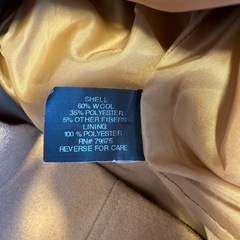 SHELL
60% WOOL
35% POLYESTER
5% OTHER FIBERS
LINING:
100% POLYESTER
RN# 79675
REVERSE FOR CARE